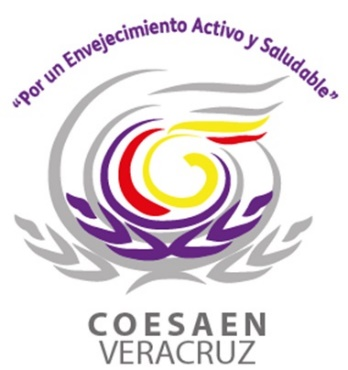 "Por un Envejecimiento Activo y Saludable"
COESAEN
VERACRUZ